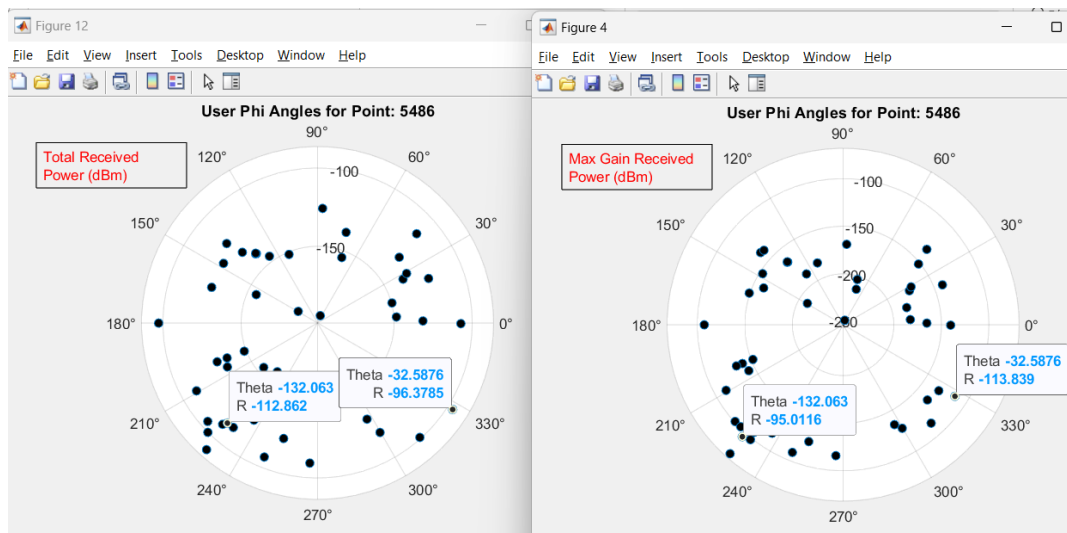 Figure 12
File Edit View Insert Tools Desktop Window Help
User Phi Angles for Point: 5486
Total Received
Power (dBm)
90°
120°
60°
-100
150°
30°
-150
180°
0°
Theta -132.063
R -112.862
Theta -32.5876
R -96.3785
210°
330°
240°
300°
270°
Figure 4
File Edit View Insert Tools Desktop Window Help
User Phi Angles for Point: 5486
Max Gain Received
Power (dBm)
90°
120°
60°
-100
150°
30°
-150
-200
180°
0°
Theta -32.5876
R -113.839
Theta -132.063
R -95.0116
210°
330°
240°
300°
270°